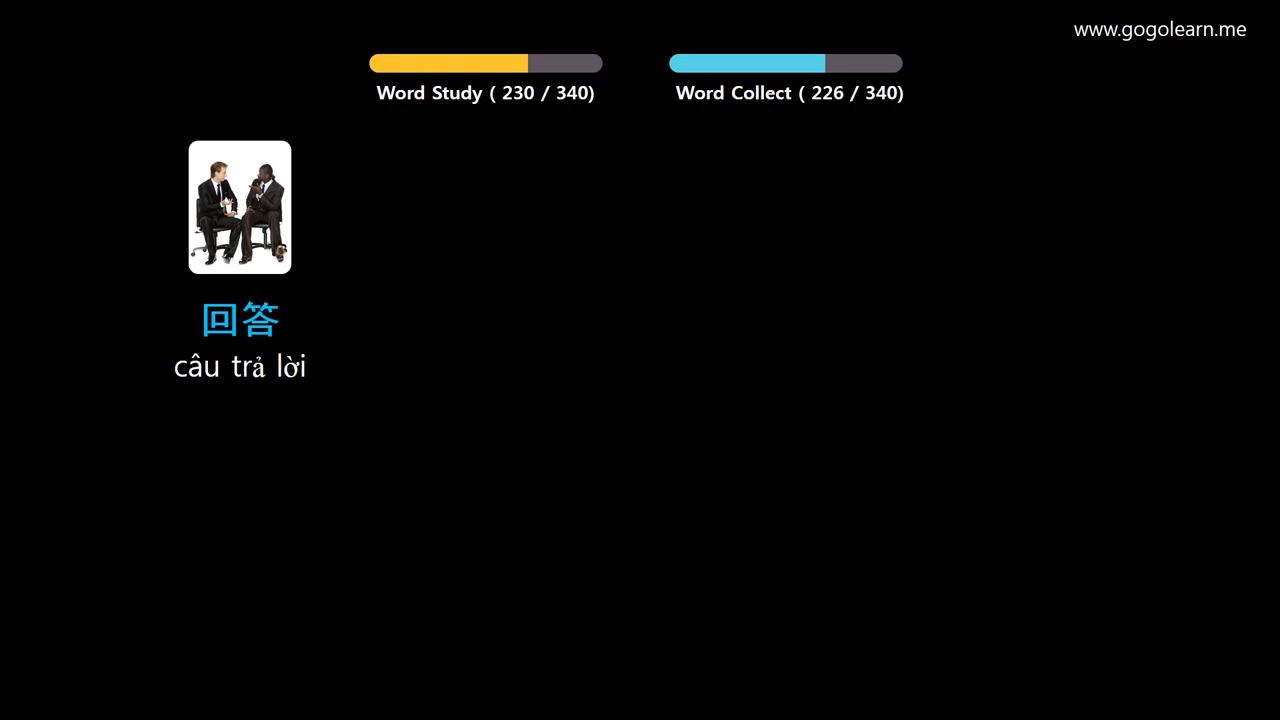 www.gogolearn.me
Word Study ( 230 / 340)
Word Collect ( 226 / 340)
回答
câu trả lời